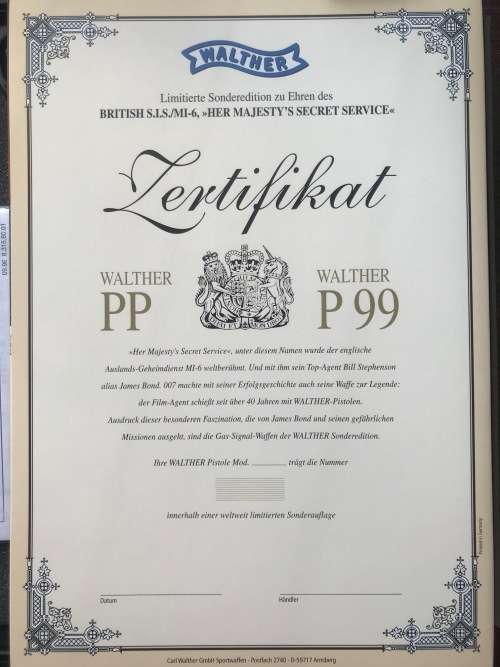 WALTHER
Limitierte Sonderedition zu Ehren des
BRITISH S.I.S./MI-6, »HER MAJESTY'S SECRET SERVICE«
Zertifikat
WALTHER
PP
WALTHER
P 99
»Her Majesty's Secret Service«, unter diesem Namen wurde der englische
Auslands-Geheimdienst MI-6 weltberühmt. Und mit ihm sein Top-Agent Bill Stephenson
alias James Bond. 007 machte mit seiner Erfolgsgeschichte auch seine Waffe zur Legende:
der Film-Agent schießt seit über 40 Jahren mit WALTHER-Pistolen.
Ausdruck dieser besonderen Faszination, die von James Bond und seinen gefährlichen
Missionen ausgeht, sind die Gas-Signal-Waffen der WALTHER Sonderedition.
Ihre WALTHER Pistole Mod. ________ trägt die Nummer
innerhalb einer weltweit limitierten Sonderauflage
Datum
Händler
Carl Walther GmbH Sportwaffen - Postfach 2740 - D-59717 Arnsberg
Printed in Germany